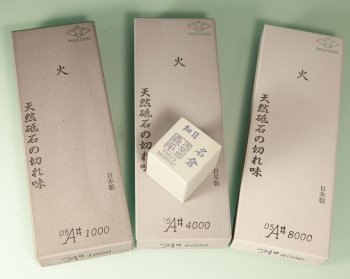 火
天然砥石の切れ味
日本製
05A# 1000
火
天然砥石の切れ味
日本製
05A# 4000
細目
名倉
火
天然砥石の切れ味
日本製
05A# 8000